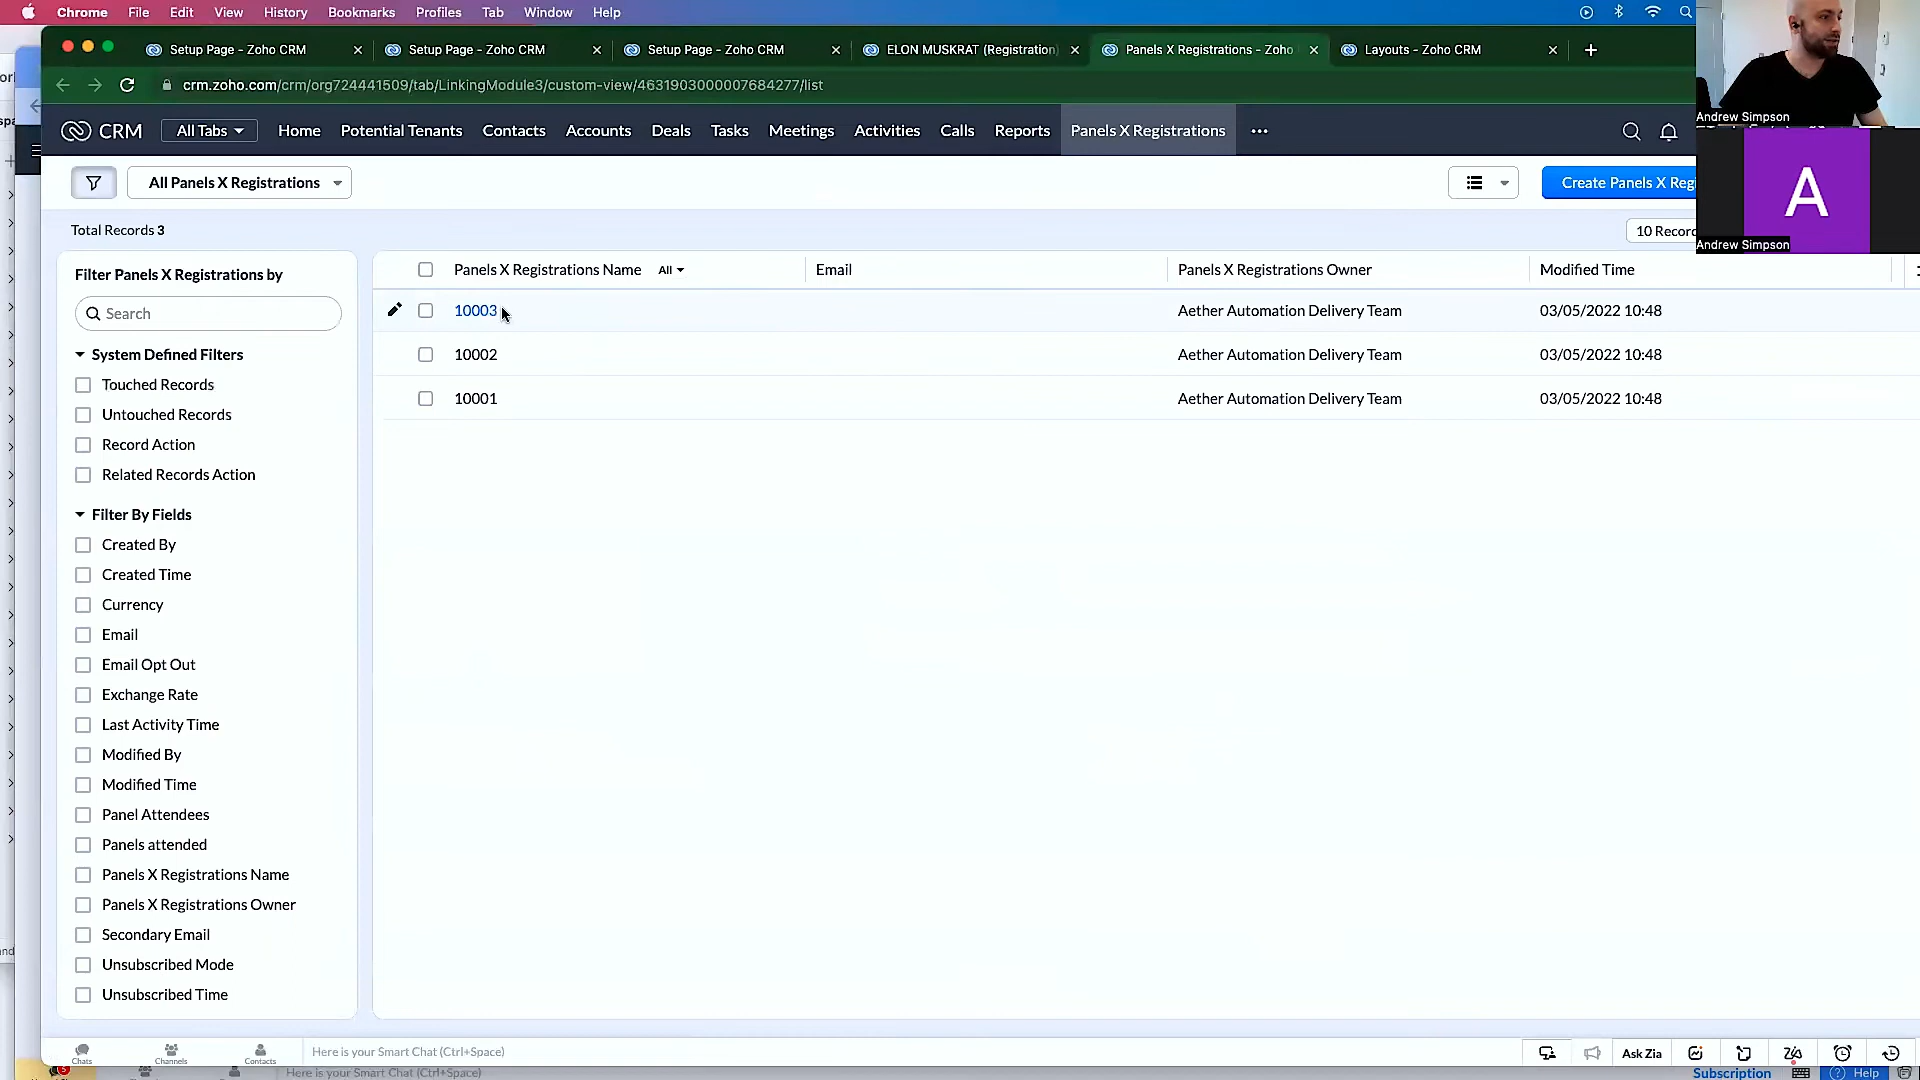 Chrome File Edit View History Bookmarks Profiles Tab Window Help
Setup Page - Zoho CRM
Setup Page - Zoho CRM
Setup Page - Zoho CRM
ELON MUSKRAT (Registration)
Panels X Registrations - Zoho
Layouts - Zoho CRM
crm.zoho.com/crm/org724441509/tab/LinkingModule3/custom-view/4631903000007684277/list
CRM All Tabs Home Potential Tenants Contacts Accounts Deals Tasks Meetings Activities Calls Reports Panels X Registrations
Andrew Simpson
A
Andrew Simpson
All Panels X Registrations
Create Panels X Regi
Total Records 3
10 Record
Filter Panels X Registrations by
Search
System Defined Filters
Touched Records
Untouched Records
Record Action
Related Records Action
Filter By Fields
Created By
Created Time
Currency
Email
Email Opt Out
Exchange Rate
Last Activity Time
Modified By
Modified Time
Panel Attendees
Panels attended
Panels X Registrations Name
Panels X Registrations Owner
Secondary Email
Unsubscribed Mode
Unsubscribed Time
Panels X Registrations Name All Email Panels X Registrations Owner Modified Time
10003 Aether Automation Delivery Team 03/05/2022 10:48
10002 Aether Automation Delivery Team 03/05/2022 10:48
10001 Aether Automation Delivery Team 03/05/2022 10:48
Chats Channels Contacts
Here is your Smart Chat (Ctrl+Space)
Ask Zia
Here is your Smart Chat (Ctrl+Space)
Subscription Help